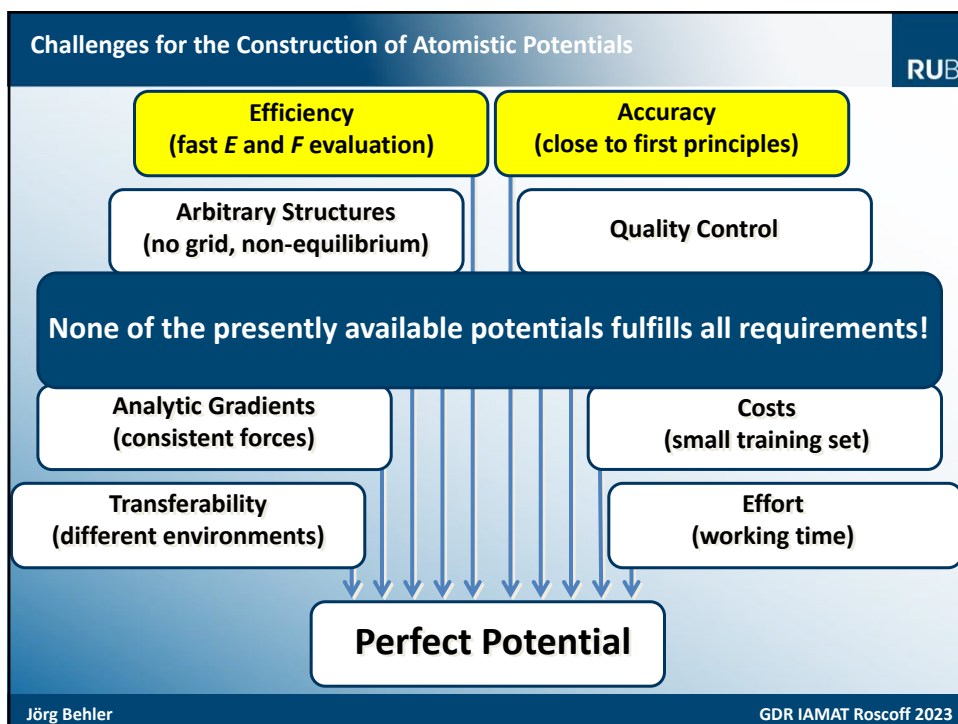 Challenges for the Construction of Atomistic Potentials
RUB
Efficiency
(fast E and F evaluation)
Accuracy
(close to first principles)
Arbitrary Structures
(no grid, non-equilibrium)
Quality Control
None of the presently available potentials fulfills all requirements!
Analytic Gradients
(consistent forces)
Costs
(small training set)
Transferability
(different environments)
Effort
(working time)
Perfect Potential
Jörg Behler
GDR IAMAT Roscoff 2023